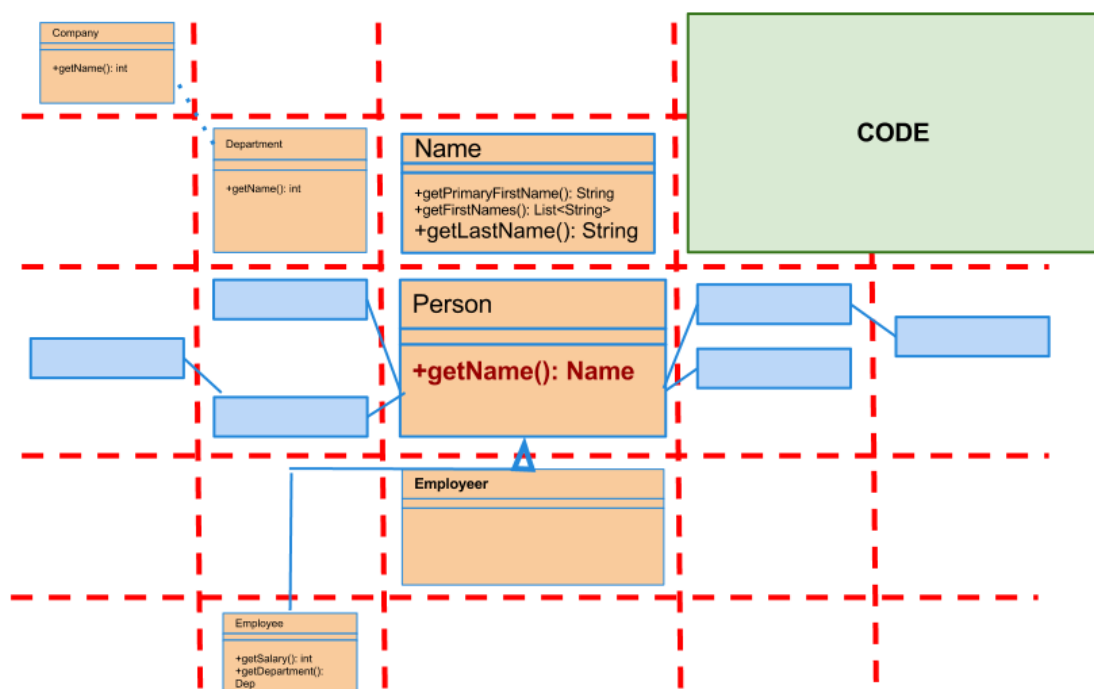 Company
+getName(): int
CODE
Department
+getName(): int
Name
+getPrimaryFirstName(): String
+getFirstNames(): List<String>
+getLastName(): String
Person
+getName(): Name
Employeer
Employee
+getSalary(): int
+getDepartment():
Dep